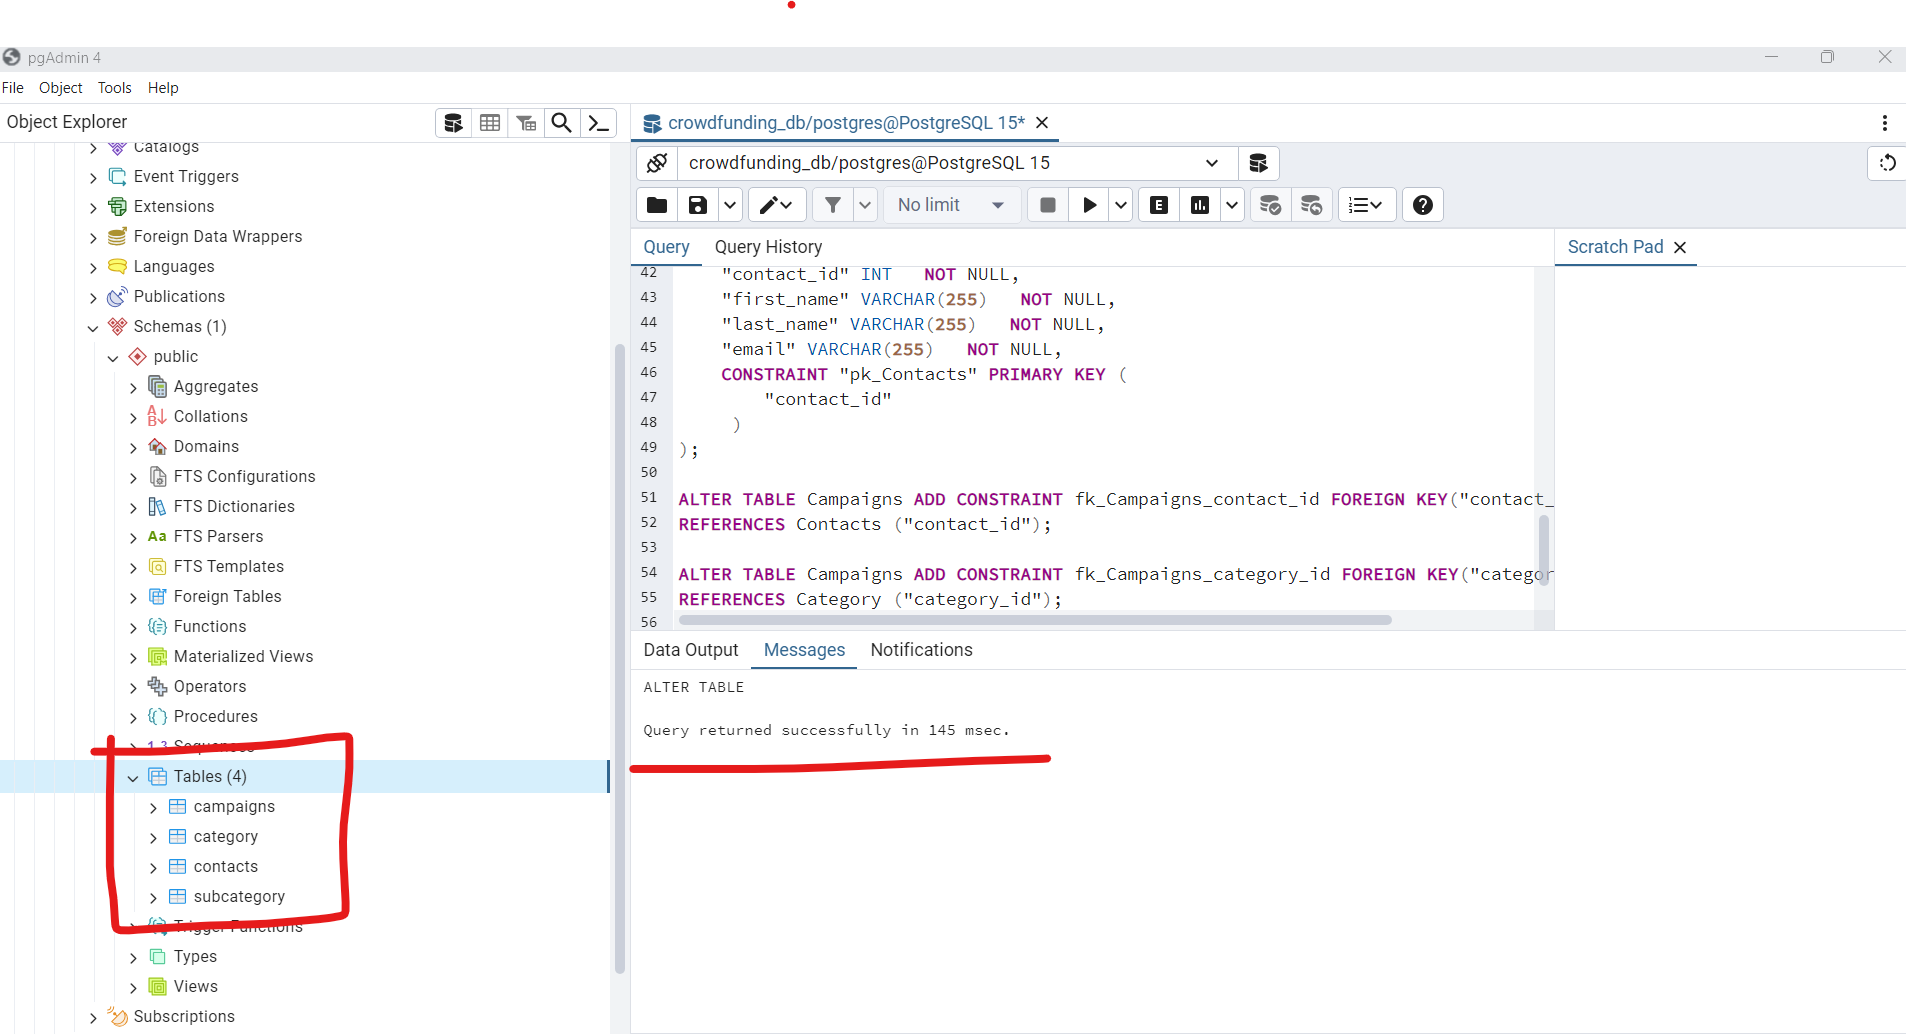 pgAdmin 4
File Object Tools Help
Object Explorer
Catalogs
Event Triggers
Extensions
Foreign Data Wrappers
Languages
Publications
Schemas (1)
public
Aggregates
Collations
Domains
FTS Configurations
FTS Dictionaries
Aa FTS Parsers
FTS Templates
Foreign Tables
Functions
Materialized Views
Operators
Procedures
1..3 Sequences
Tables (4)
campaigns
category
contacts
subcategory
Trigger Functions
Types
Views
Subscriptions
crowdfunding_db/postgres@PostgreSQL 15*
crowdfunding_db/postgres@PostgreSQL 15
No limit
E
Query Query History
Scratch Pad
42 "contact_id" INT NOT NULL,
43 "first_name" VARCHAR(255) NOT NULL,
44 "last_name" VARCHAR(255) NOT NULL,
45 "email" VARCHAR(255) NOT NULL,
46 CONSTRAINT "pk_Contacts" PRIMARY KEY (
47 "contact_id"
48 )
49 );
50
51 ALTER TABLE Campaigns ADD CONSTRAINT fk_Campaigns_contact_id FOREIGN KEY("contact_
52 REFERENCES Contacts ("contact_id");
53
54 ALTER TABLE Campaigns ADD CONSTRAINT fk_Campaigns_category_id FOREIGN KEY("categor
55 REFERENCES Category ("category_id");
56
Data Output Messages Notifications
ALTER TABLE
Query returned successfully in 145 msec.